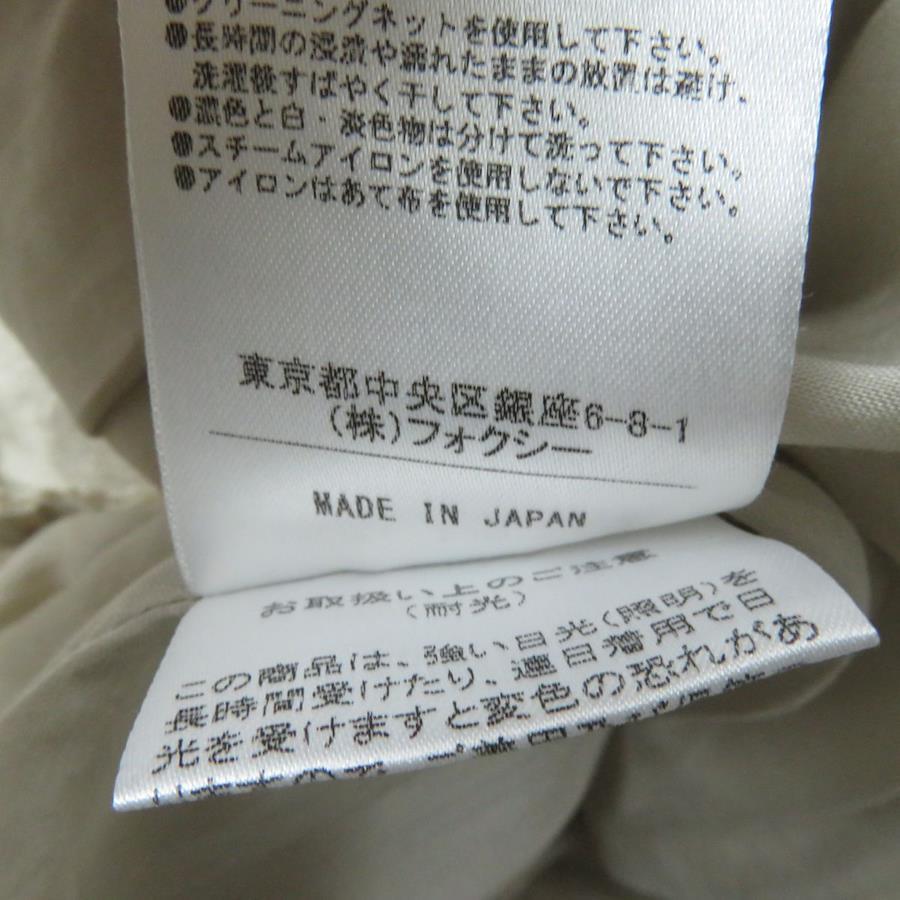 ●クリーニングネットを使用して下さい。
●長時間の浸漬や濡れたままの放置は避け、
洗濯後すばやく干して下さい。
●濃色と白・淡色物は分けて洗って下さい。
●スチームアイロンを使用しないで下さい。
●アイロンはあて布を使用して下さい。
東京都中央区銀座6-8-1
(株)フォクシー
MADE IN JAPAN
お取扱い上のご注意
(耐光)
この商品は、強い日光(照明)を
長時間受けたり、連日着用で日
光を受けますと変色の恐れがあ